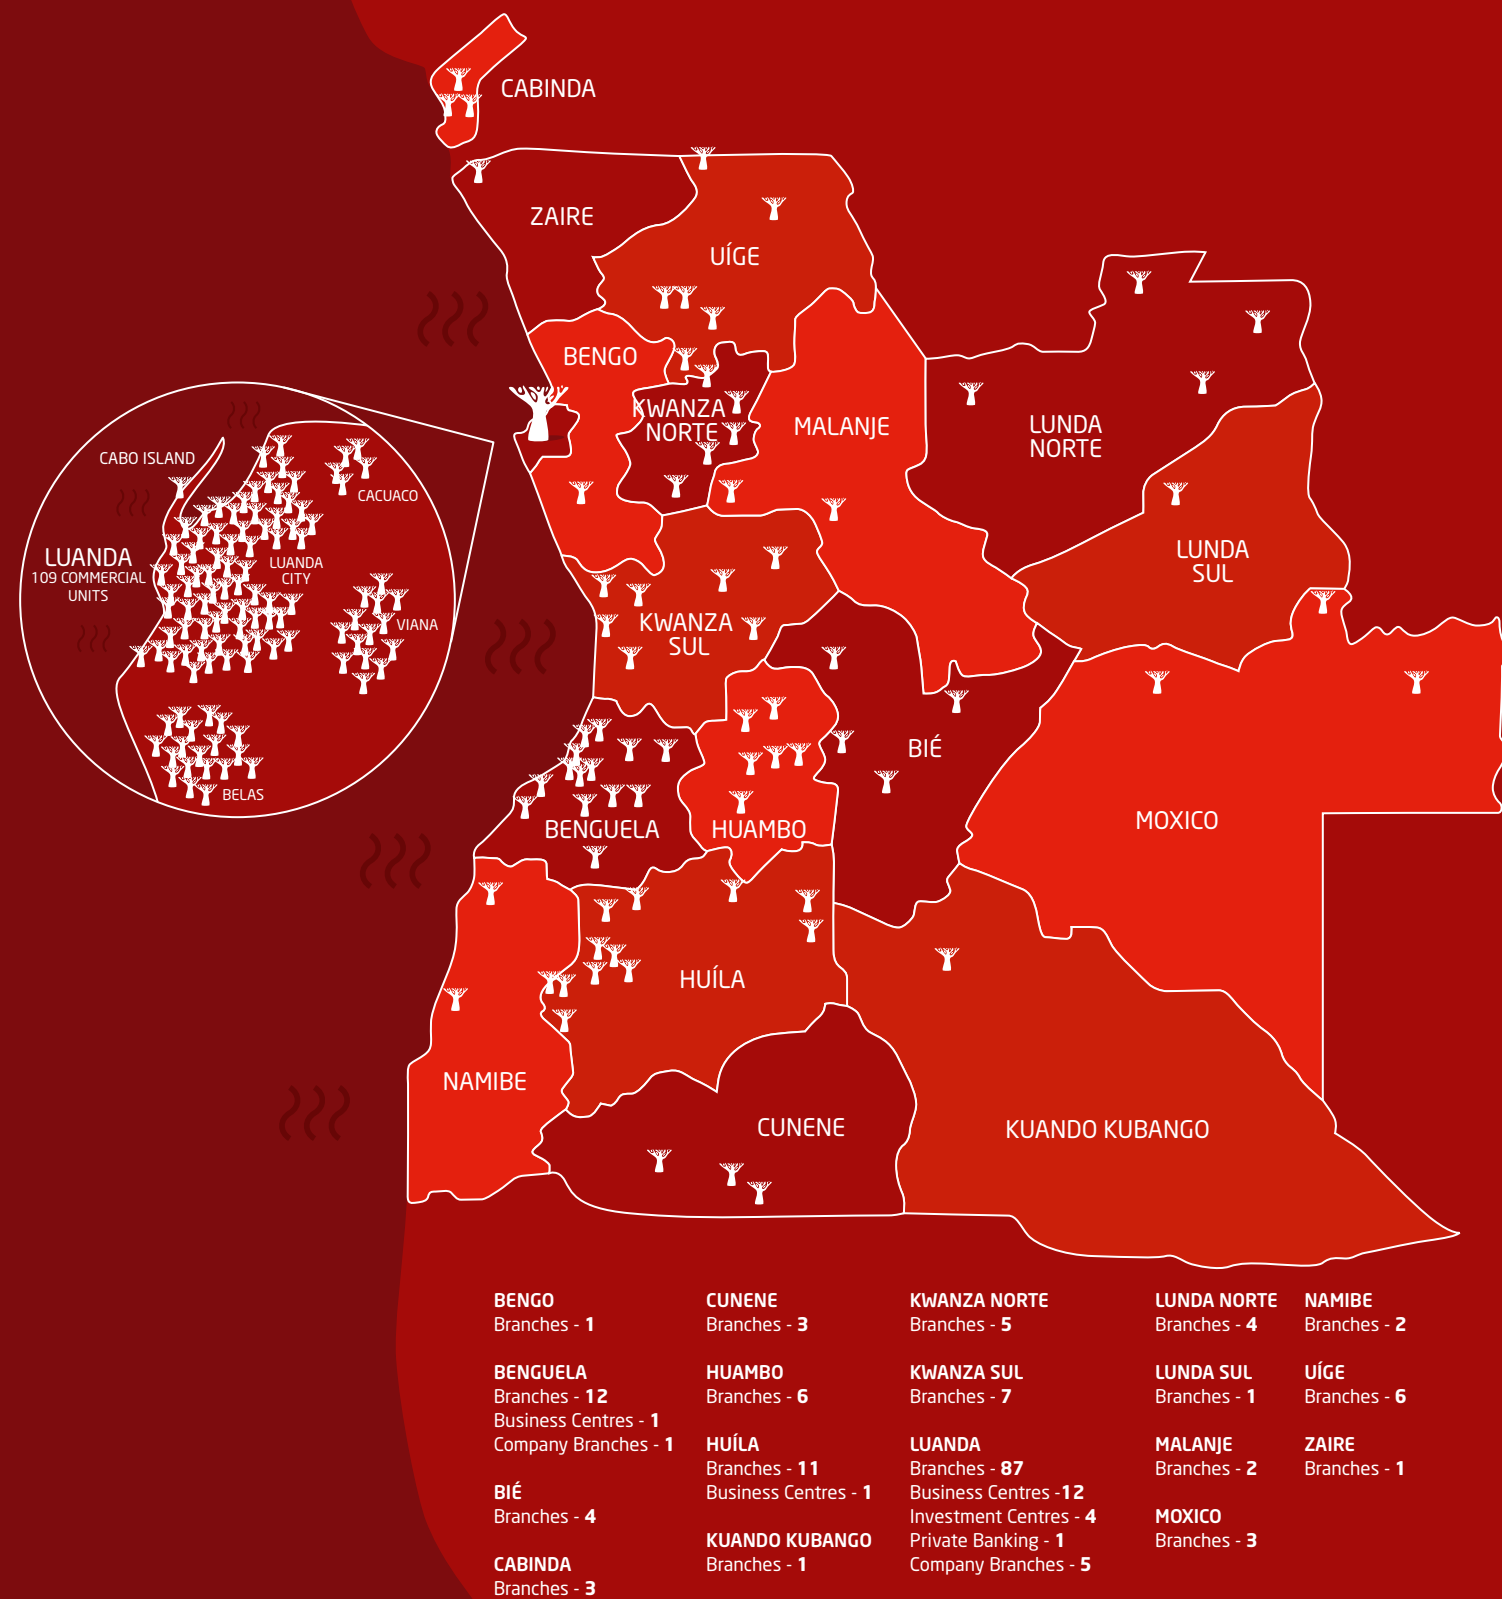 CABINDA
ZAIRE
UÍGE
BENGO
KWANZA
NORTE
MALANJE
LUNDA
NORTE
LUNDA
SUL
CABO ISLAND
CACUACO
LUANDA
109 COMMERCIAL
UNITS
LUANDA
CITY
VIANA
BELAS
KWANZA
SUL
BIÉ
BENGUELA
HUAMBO
MOXICO
HUÍLA
NAMIBE
CUNENE
KUANDO KUBANGO
BENGO
Branches - 1
BENGUELA
Branches - 12
Business Centres - 1
Company Branches - 1
BIÉ
Branches - 4
CABINDA
Branches - 3
CUNENE
Branches - 3
HUAMBO
Branches - 6
HUÍLA
Branches - 11
Business Centres - 1
KUANDO KUBANGO
Branches - 1
KWANZA NORTE
Branches - 5
KWANZA SUL
Branches - 7
LUANDA
Branches - 87
Business Centres -12
Investment Centres - 4
Private Banking - 1
Company Branches - 5
LUNDA NORTE
Branches - 4
LUNDA SUL
Branches - 1
MALANJE
Branches - 2
MOXICO
Branches - 3
NAMIBE
Branches - 2
UÍGE
Branches - 6
ZAIRE
Branches - 1